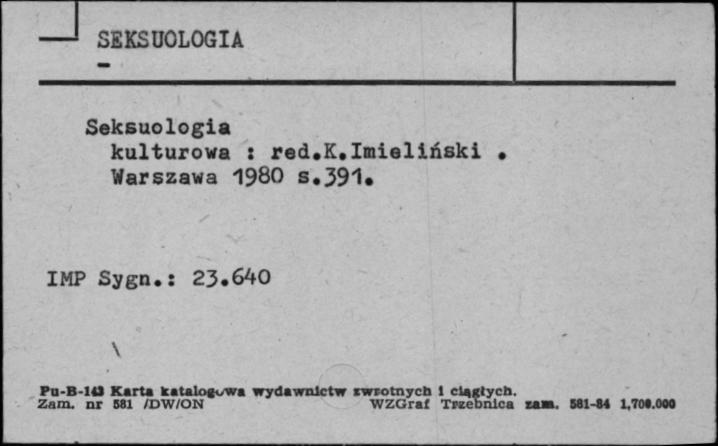 SEKSUOLOGIA
-
Seksuologia
kulturowa : red.K.Imieliński .
Warszawa 1980 s.391.
IMP Sygn.: 23.640
Pu-B-143 Karta katalogowa wydawnictw zwrotnych i ciągłych.
Zam. nr 581 /DW/ON WZGraf Trzebnica zam. 581-84 1,700.000